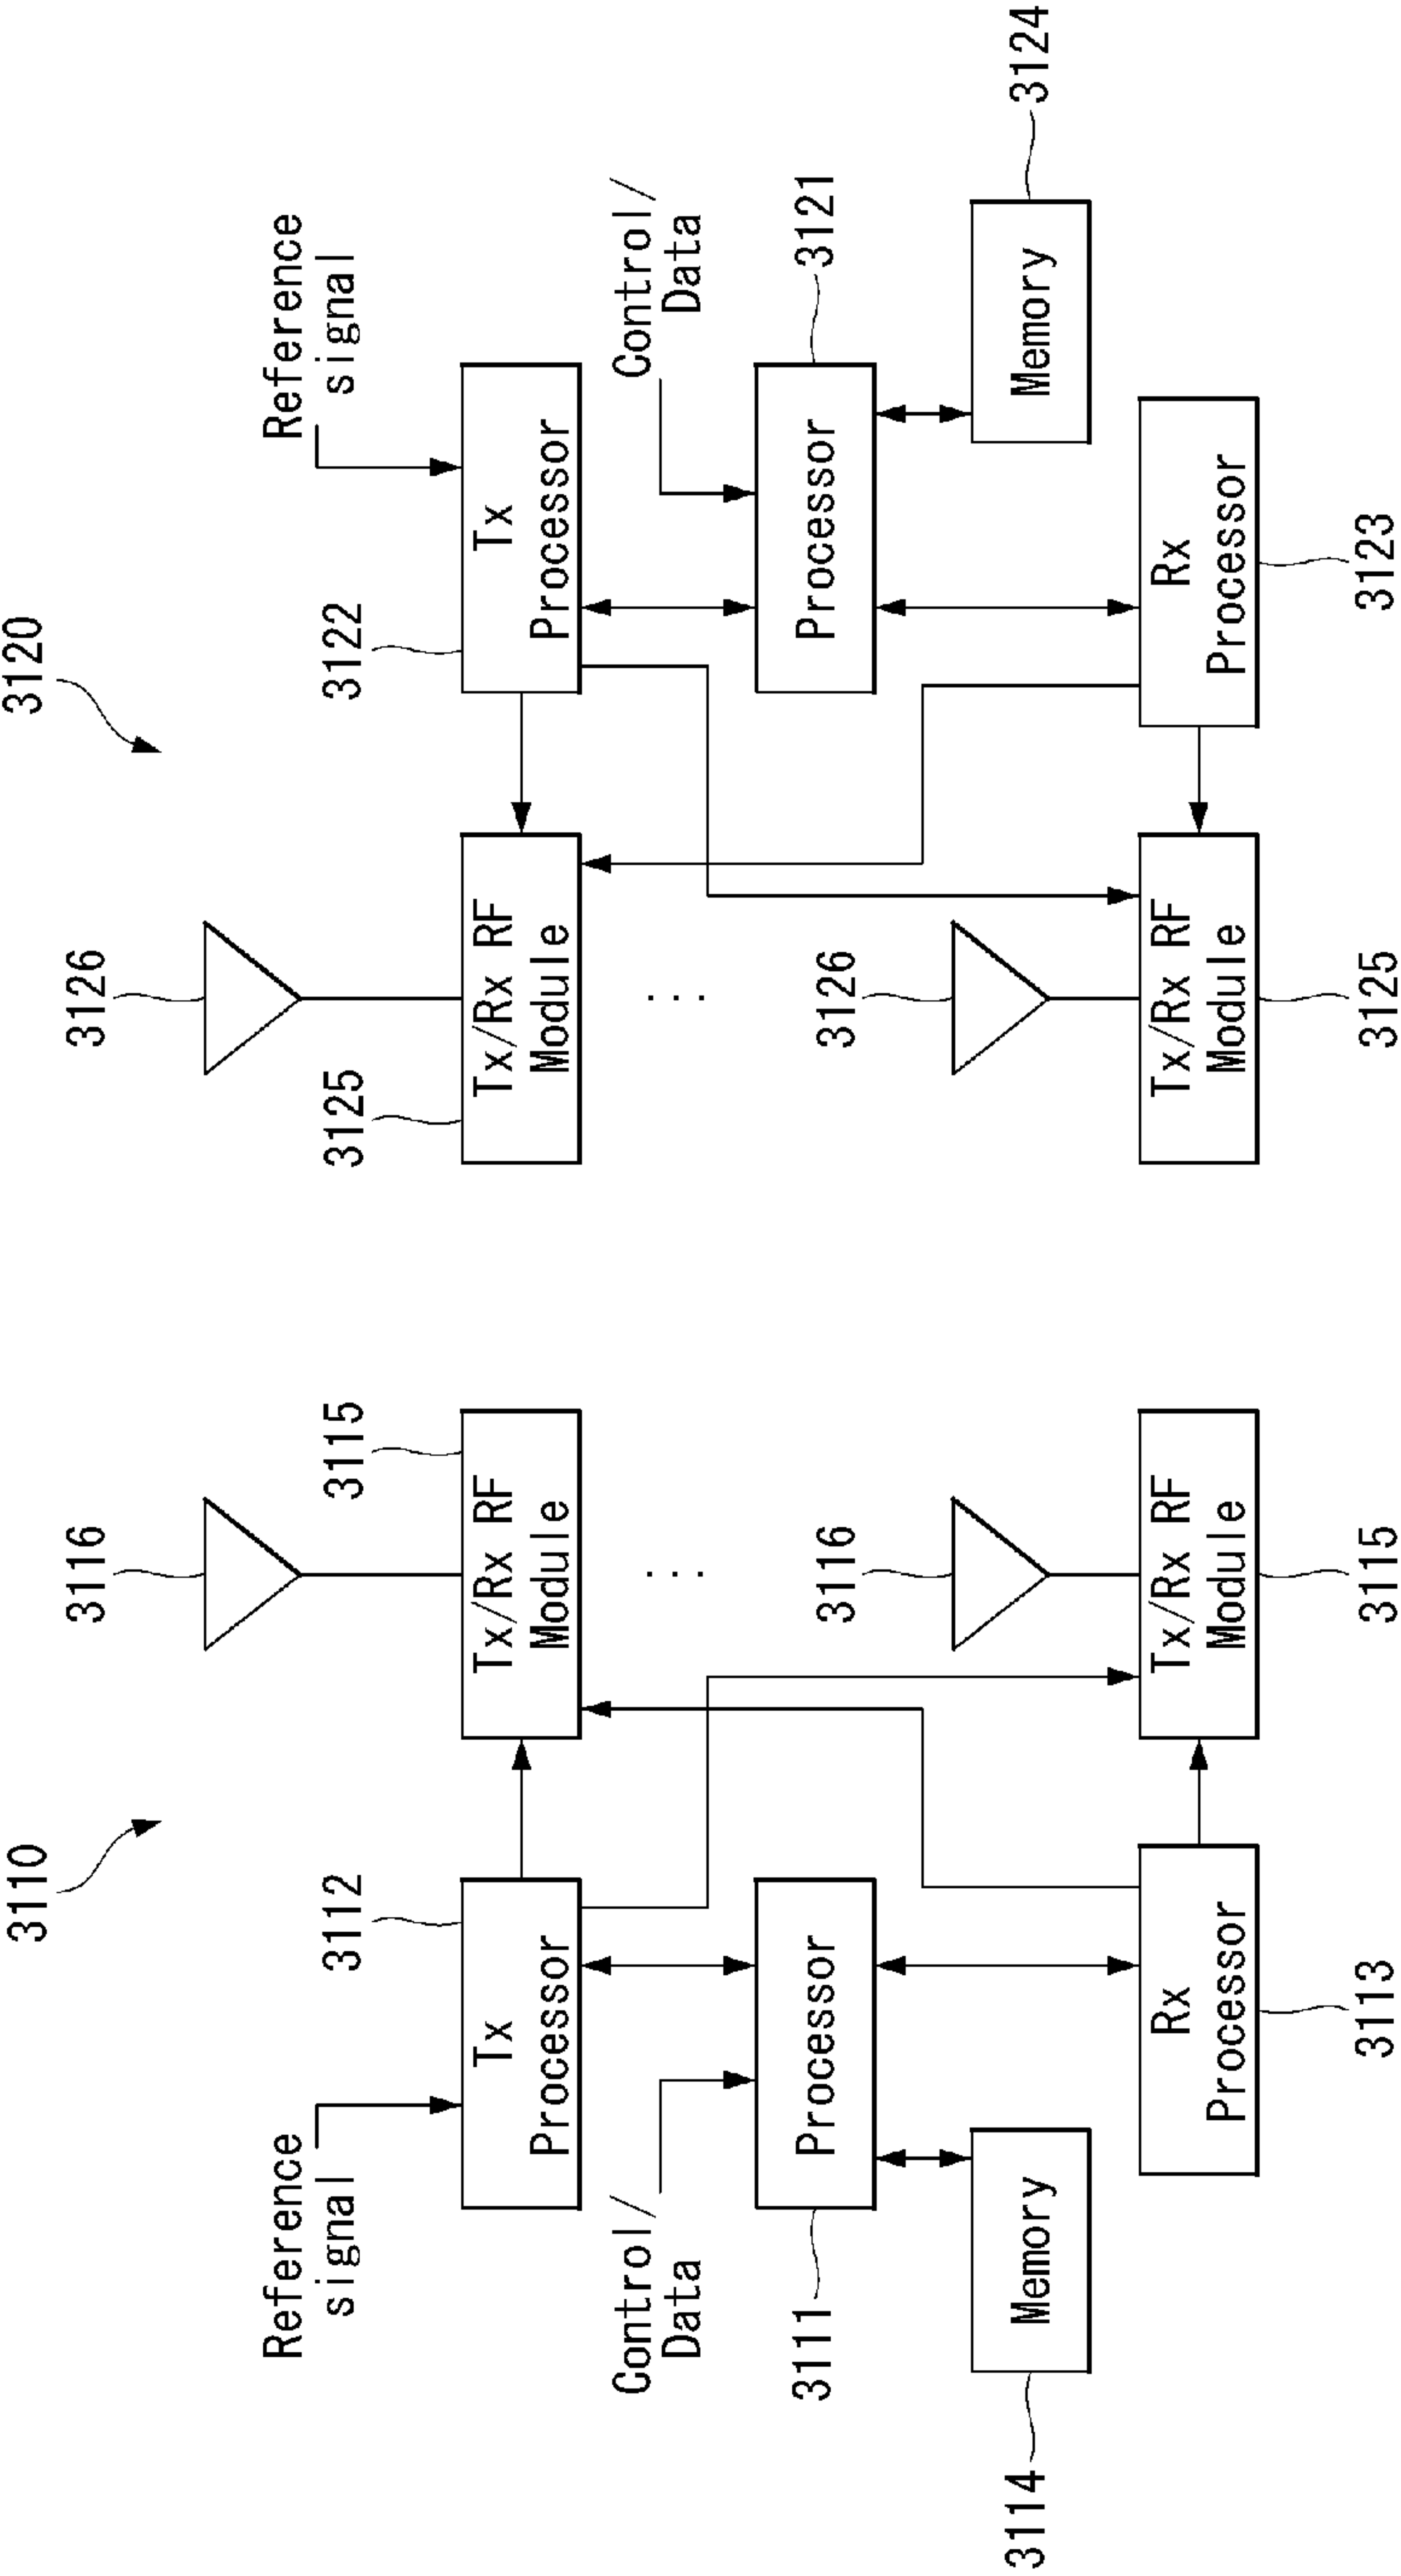 3110
3116
Reference
signal
3112
3115
Tx
Processor
Tx/Rx RF
Module
Control/
Data
3111
Processor
...
3116
3114
Memory
Rx
Processor
3113
Tx/Rx RF
Module
3115
3120
3126
3125
3122
Reference
signal
Tx/Rx RF
Module
Tx
Processor
...
Control/
Data
3126
Processor
3121
Memory
3124
Tx/Rx RF
Module
3125
Rx
Processor
3123